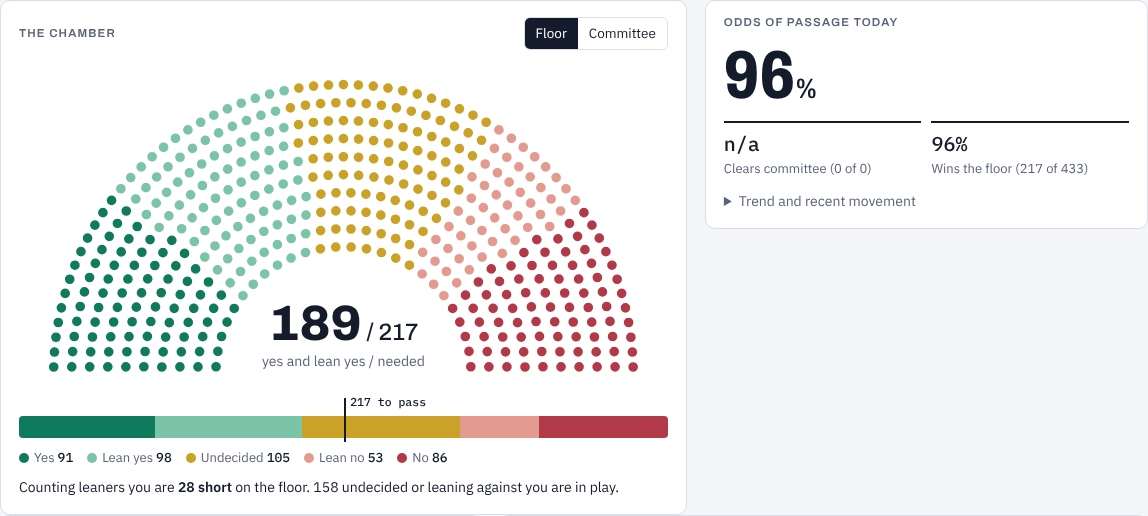 THE CHAMBER
Floor
Committee
189 / 217
yes and lean yes / needed
217 to pass
Yes 91
Lean yes 98
Undecided 105
Lean no 53
No 86
Counting leaners you are 28 short on the floor. 158 undecided or leaning against you are in play.
ODDS OF PASSAGE TODAY
96%
n/a
Clears committee (0 of 0)
96%
Wins the floor (217 of 433)
Trend and recent movement